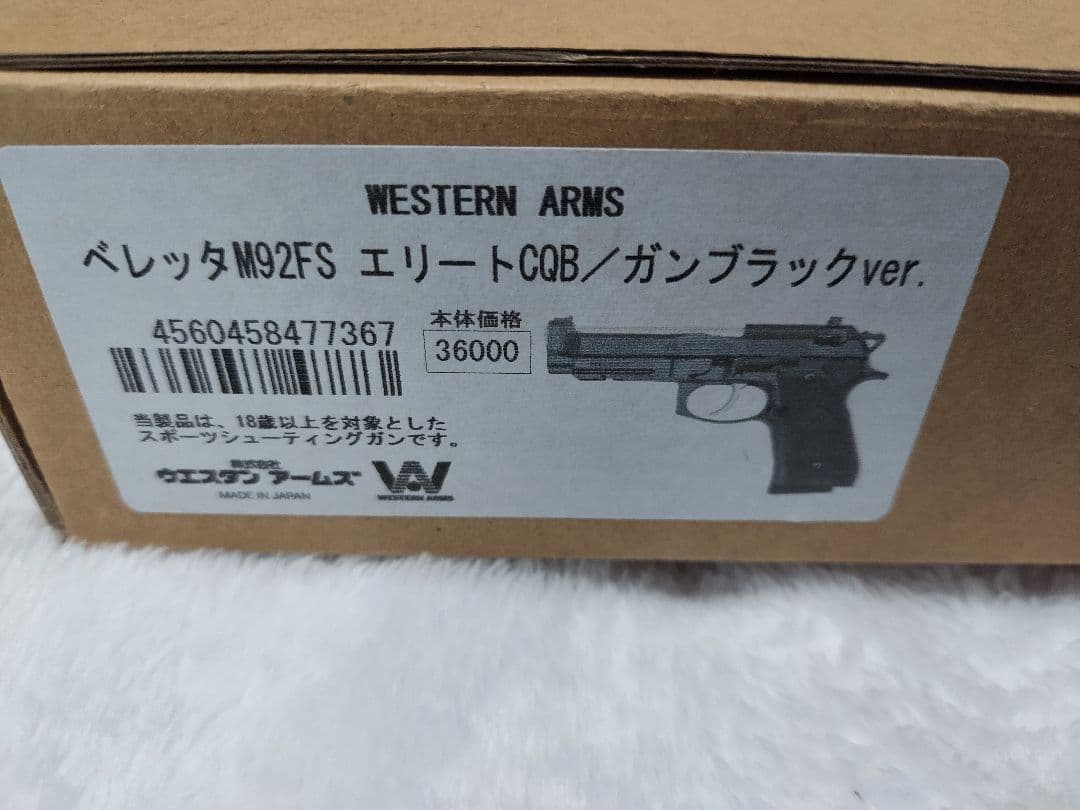 WESTERN ARMS
ベレッタM92FS エリートCQB／ガンブラックver.
4560458477367
本体価格
36000
当製品は、18歳以上を対象とした
スポーツシューティングガンです。
株式会社
ウエスタン アームズ
MADE IN JAPAN
WESTERN ARMS